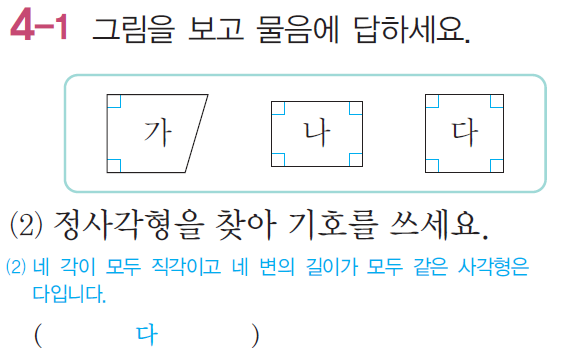 4-1 그림을 보고 물음에 답하세요.
가 나 다
(2) 정사각형을 찾아 기호를 쓰세요.
(2) 네 각이 모두 직각이고 네 변의 길이가 모두 같은 사각형은
다입니다.
( 다 )